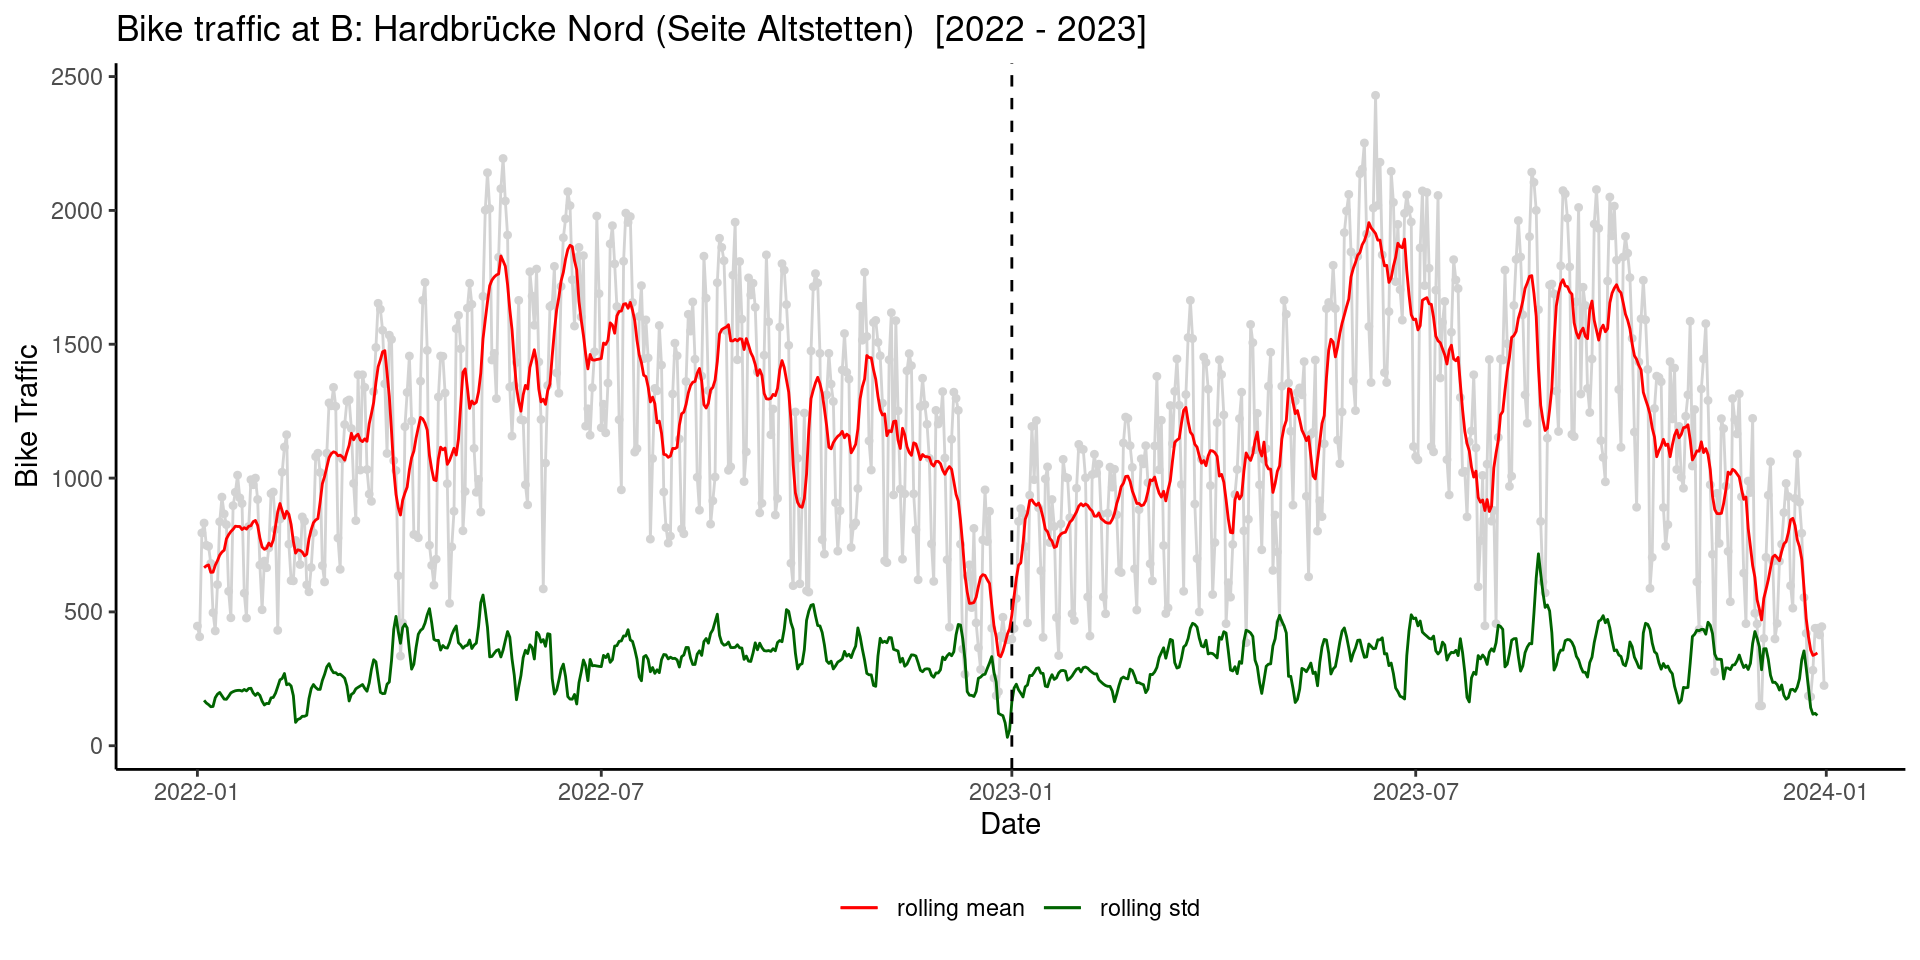 Bike traffic at B: Hardbrücke Nord (Seite Altstetten)  [2022 - 2023]
2500
2000
1500
1000
500
0
Bike Traffic
2022-01
2022-07
2023-01
2023-07
2024-01
Date
rolling mean
rolling std